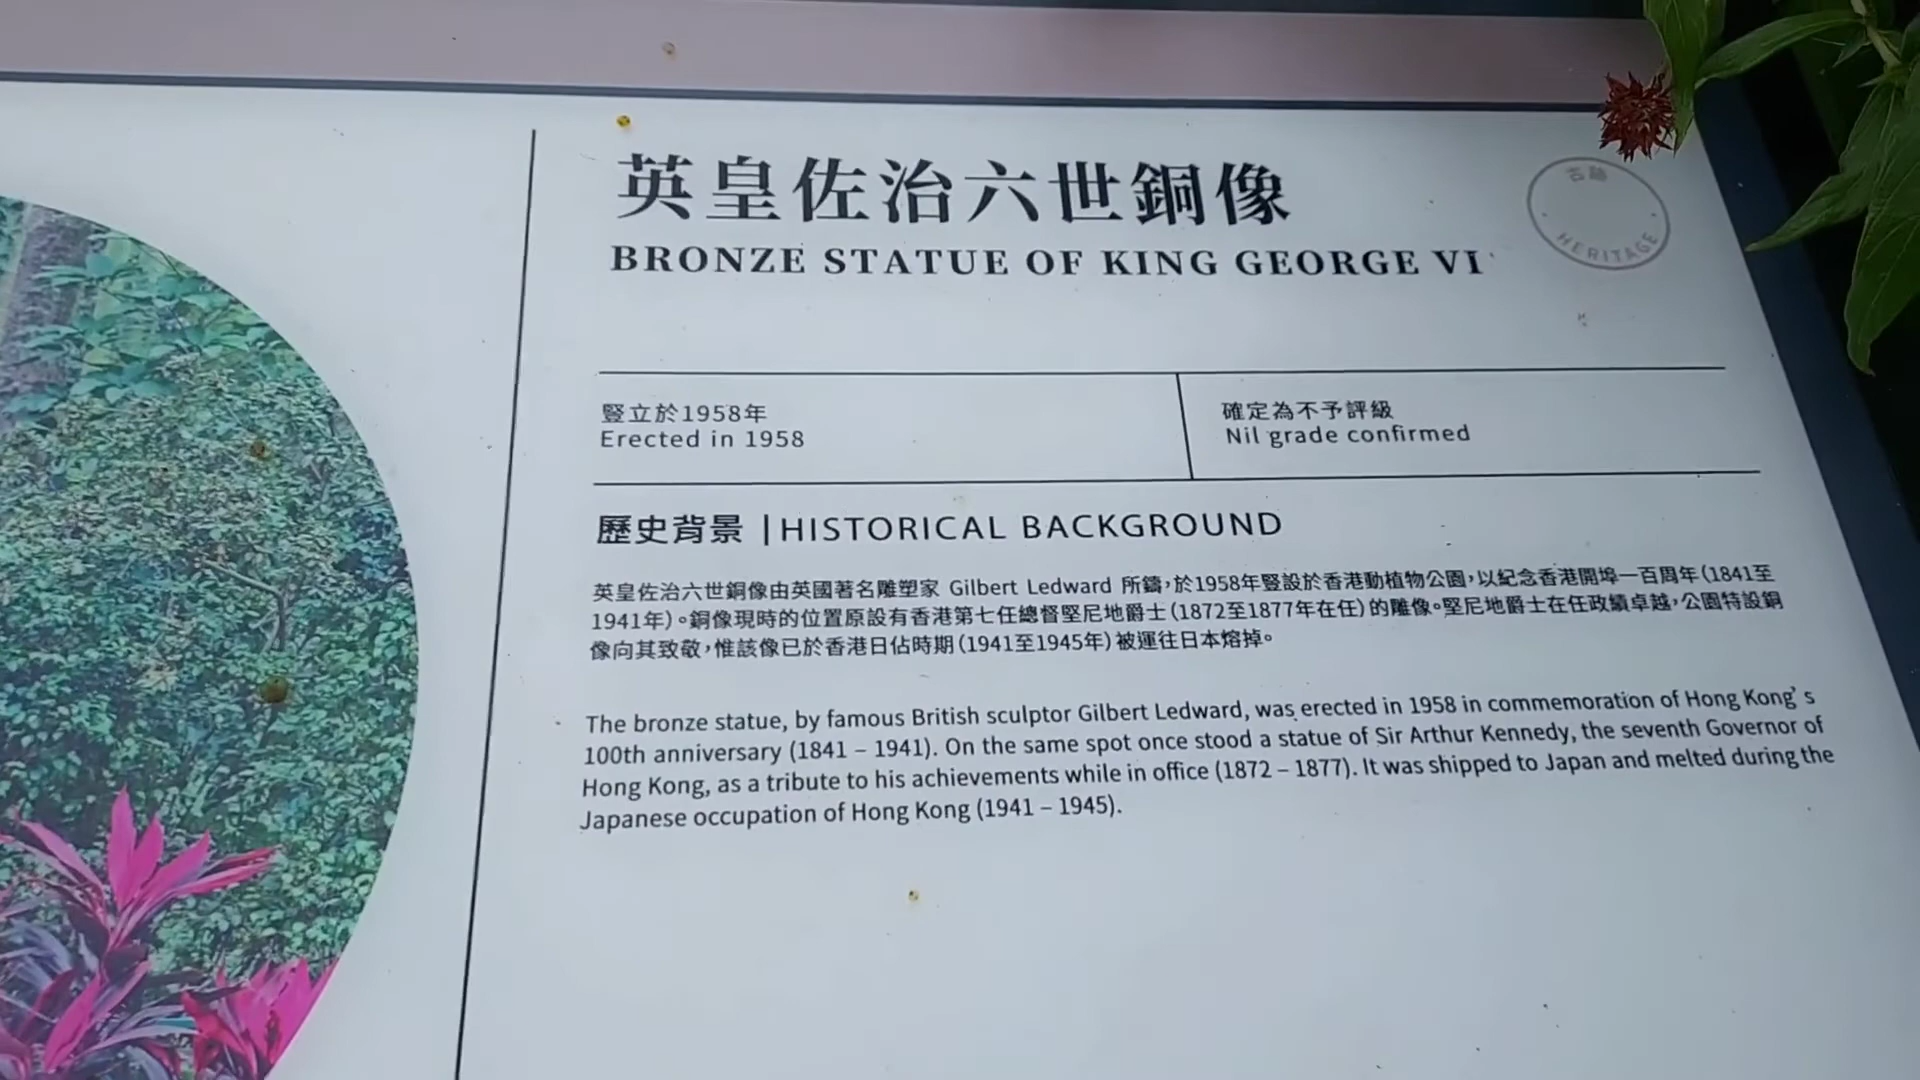 英皇佐治六世銅像
BRONZE STATUE OF KING GEORGE VI
古蹟
HERITAGE
豎立於1958年
Erected in 1958
確定為不予評級
Nil grade confirmed
歷史背景 | HISTORICAL BACKGROUND
英皇佐治六世銅像由英國著名雕塑家 Gilbert Ledward 所鑄，於1958年豎設於香港動植物公園，以紀念香港開埠一百周年（1841至
1941年）。銅像現時的位置原設有香港第七任總督堅尼地爵士（1872至1877年在任）的雕像。堅尼地爵士在任政績卓越，公園特設銅
像向其致敬，惟該像已於香港日佔時期（1941至1945年）被運往日本熔掉。
The bronze statue, by famous British sculptor Gilbert Ledward, was erected in 1958 in commemoration of Hong Kong’s
100th anniversary (1841 – 1941). On the same spot once stood a statue of Sir Arthur Kennedy, the seventh Governor of
Hong Kong, as a tribute to his achievements while in office (1872 – 1877). It was shipped to Japan and melted during the
Japanese occupation of Hong Kong (1941 – 1945).